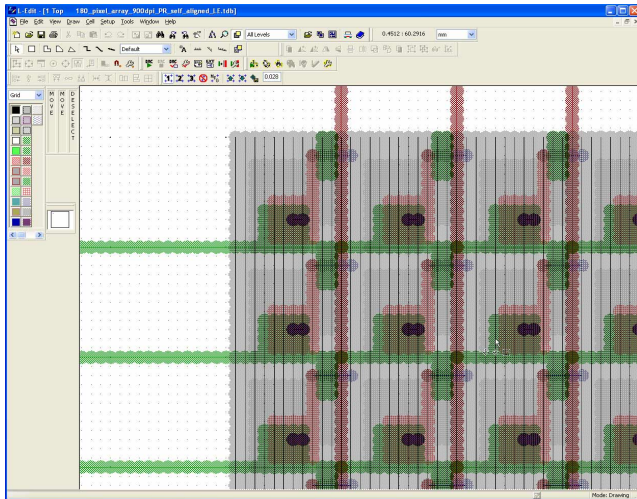 L-Edit - [1 Top 180_pixel_array_900dpi_PR_self_aligned_I.E.tdb]
File Edit View Draw Cell Setup Tools Window Help
All Levels
0.4512 : 60.2916
mm
Default
0.028
Grid
MOVE
MOVE
DESELECT
Mode: Drawing